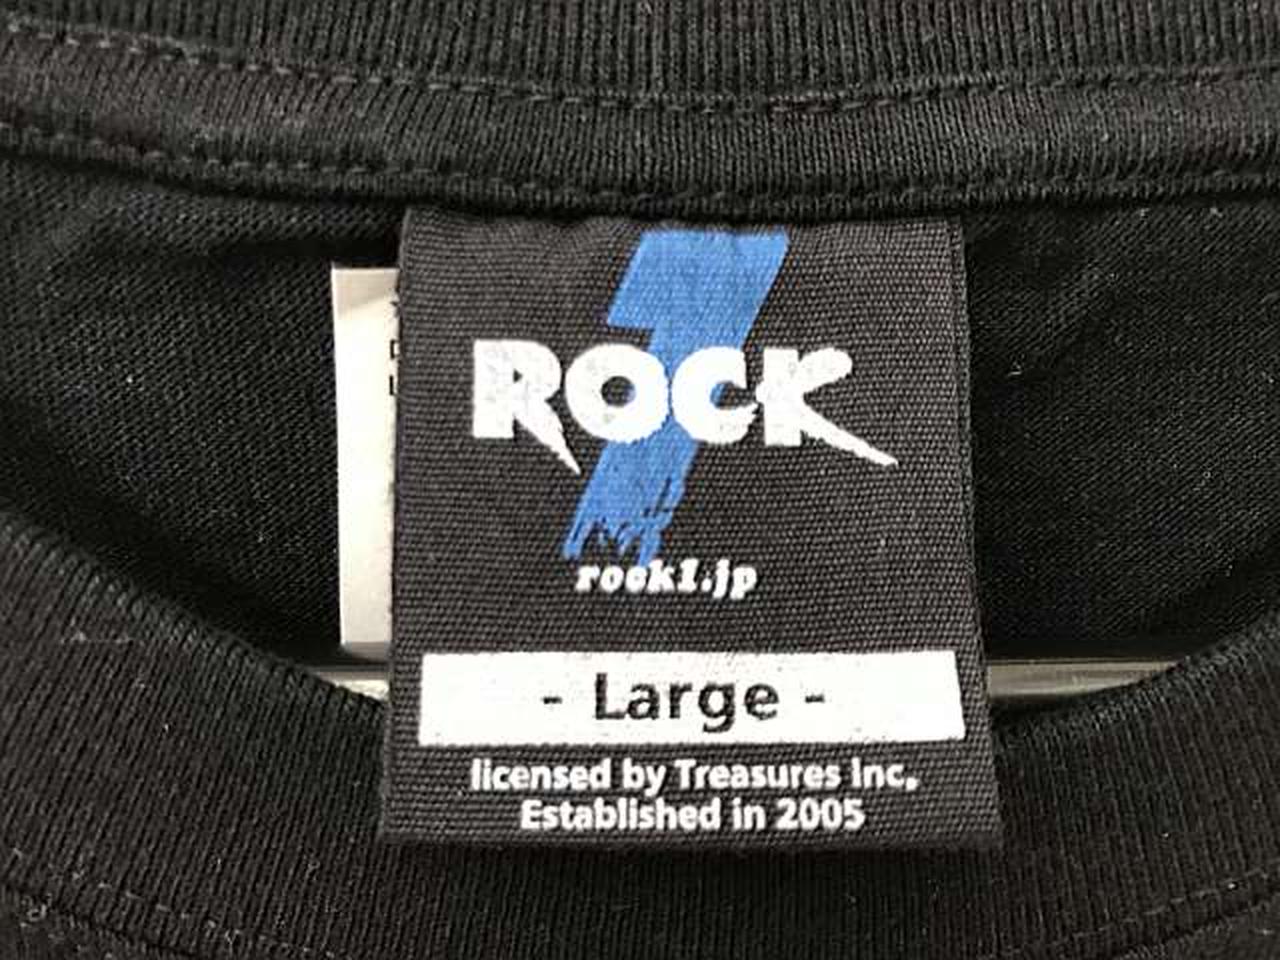 ROCK
rock1.jp
- Large -
licensed by Treasures Inc.
Established in 2005